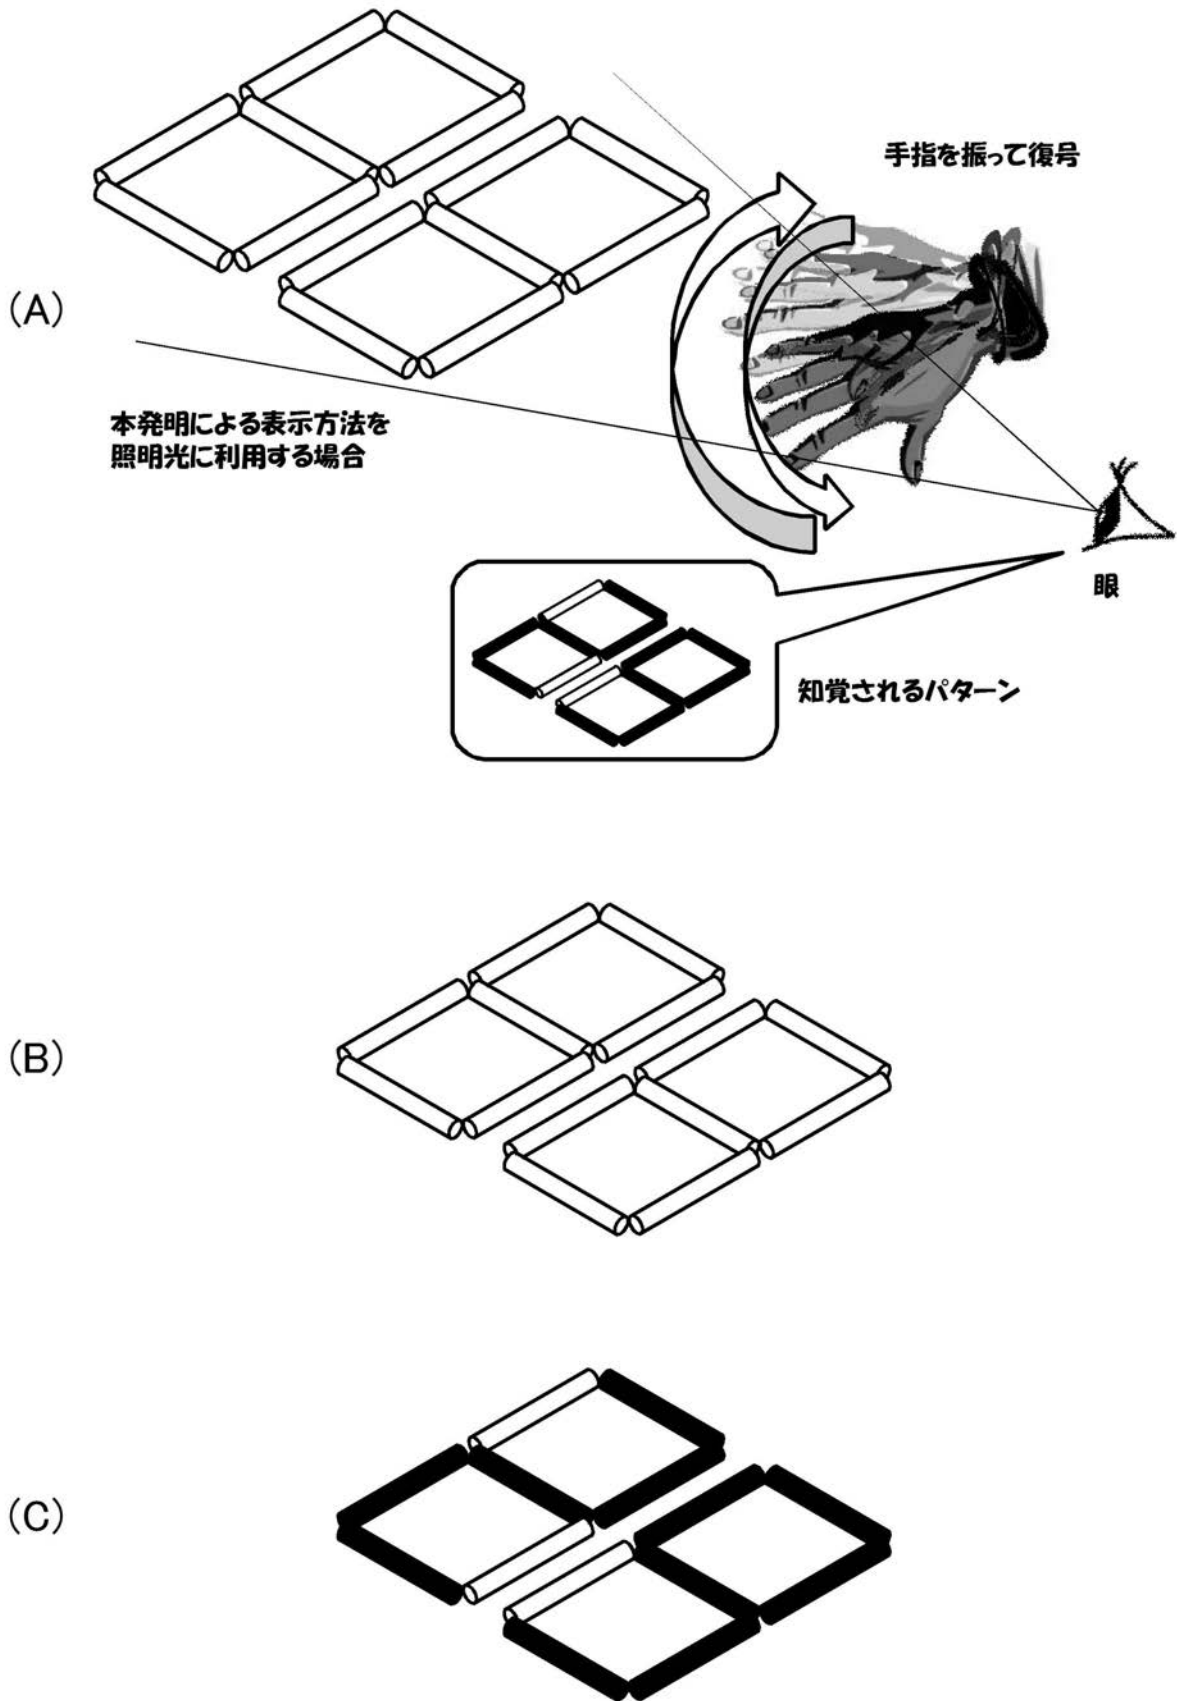 手指を振って復号
(A)
本発明による表示方法を
照明光に利用する場合
眼
知覚されるパターン
(B)
(C)